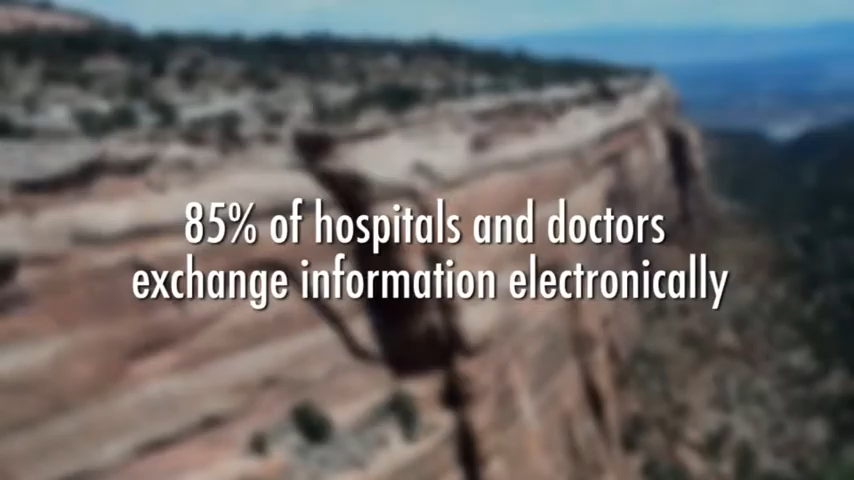 85% of hospitals and doctors
exchange information electronically